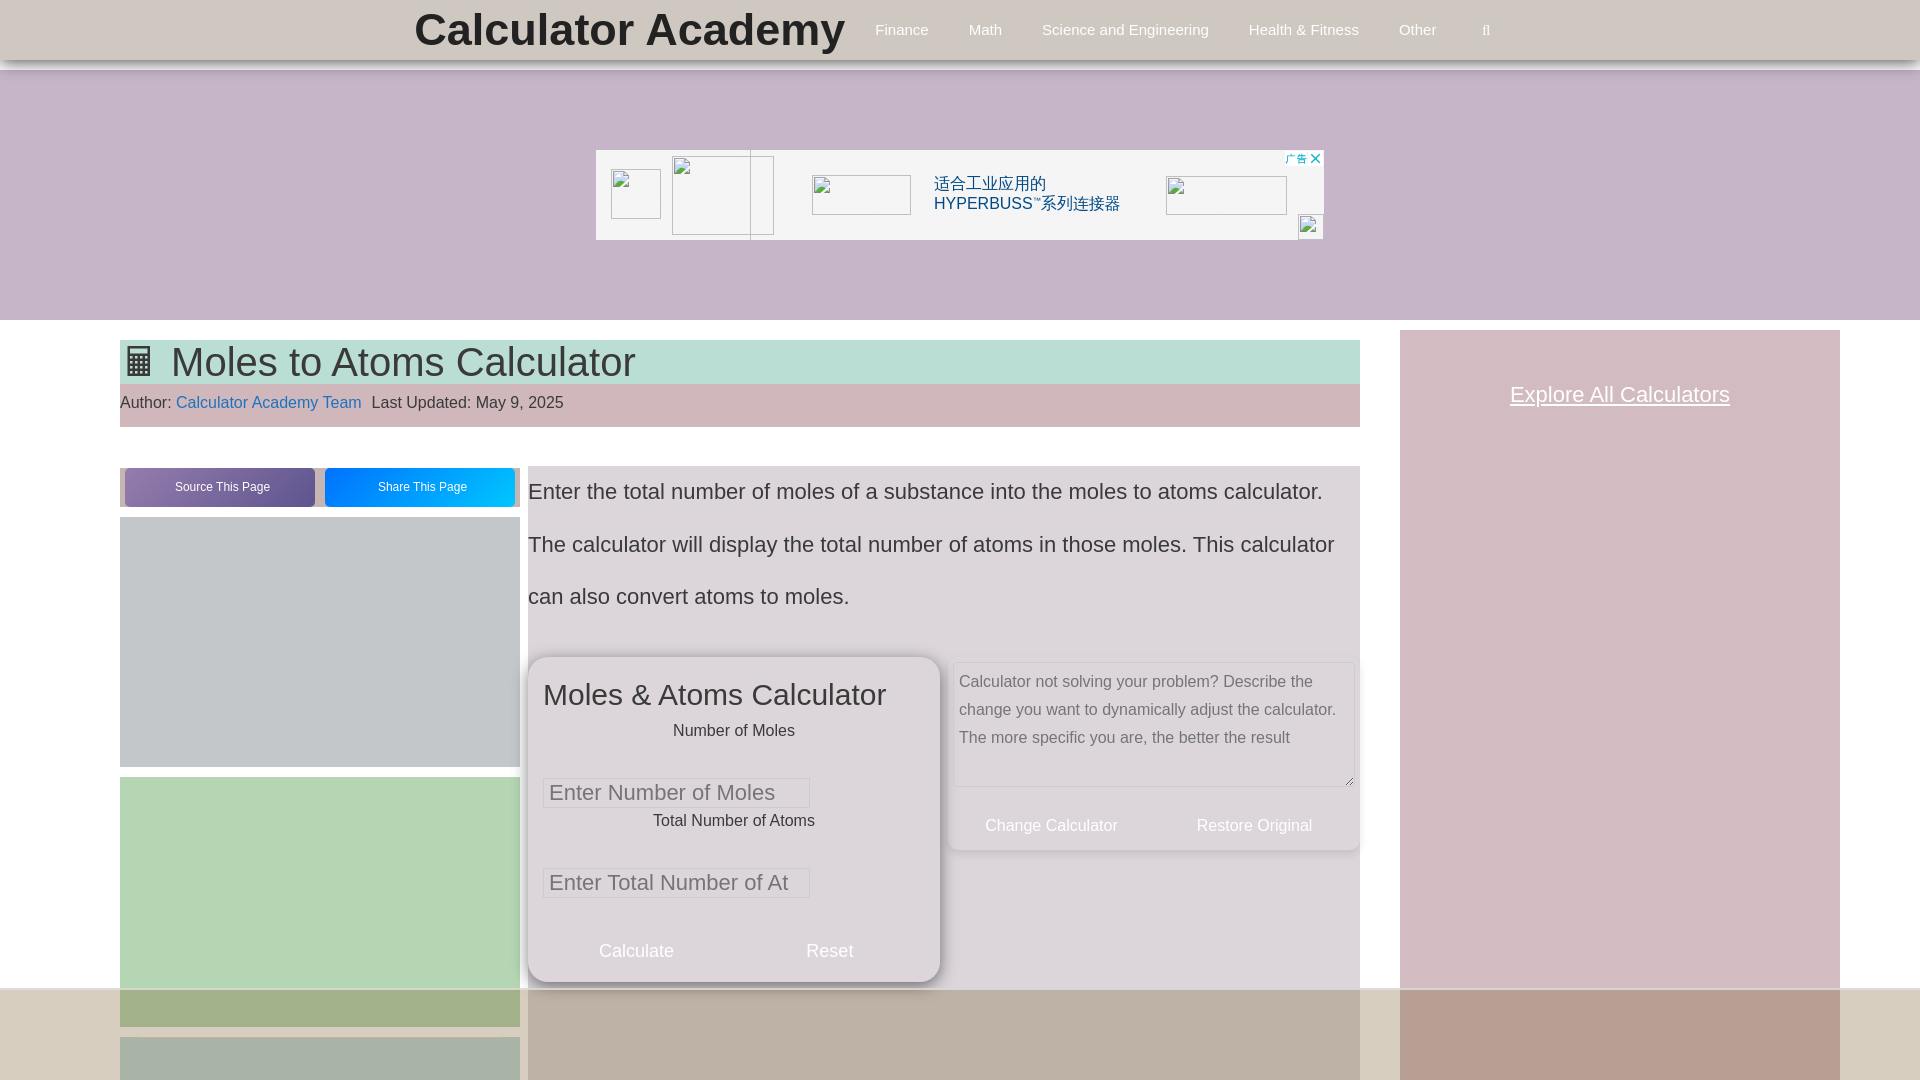 Calculator Academy
Finance
Math
Science and Engineering
Health & Fitness
Other
广告
适合工业应用的
HYPERBUSS™系列连接器
Moles to Atoms Calculator
Author: Calculator Academy Team Last Updated: May 9, 2025
Source This Page
Share This Page
Enter the total number of moles of a substance into the moles to atoms calculator.
The calculator will display the total number of atoms in those moles. This calculator
can also convert atoms to moles.
Moles & Atoms Calculator
Number of Moles
Enter Number of Moles
Total Number of Atoms
Enter Total Number of At
Calculate
Reset
Calculator not solving your problem? Describe the
change you want to dynamically adjust the calculator.
The more specific you are, the better the result
Change Calculator
Restore Original
Explore All Calculators